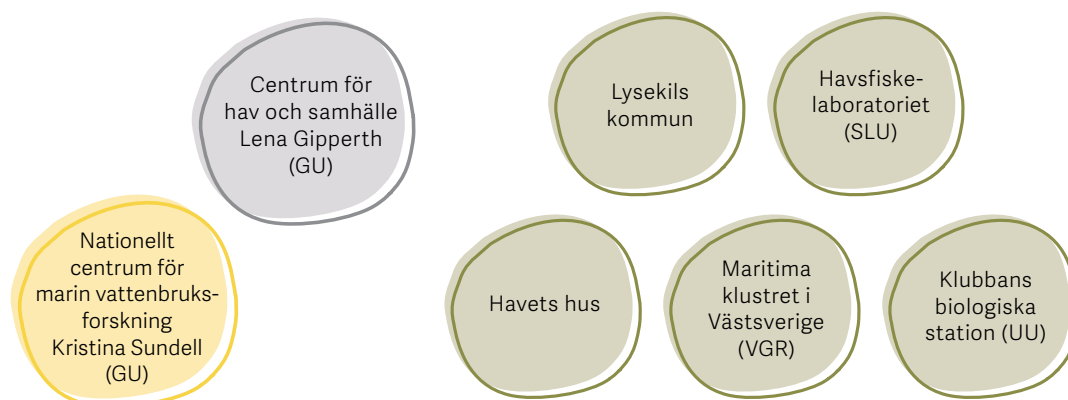 Centrum för
hav och samhälle
Lena Gipperth
(GU)
Lysekils
kommun
Havsfiske-
laboratoriet
(SLU)
Nationellt
centrum för
marin vattenbruks-
forskning
Kristina Sundell
(GU)
Havets hus
Maritima
klustret i
Västsverige
(VGR)
Klubbans
biologiska
station (UU)